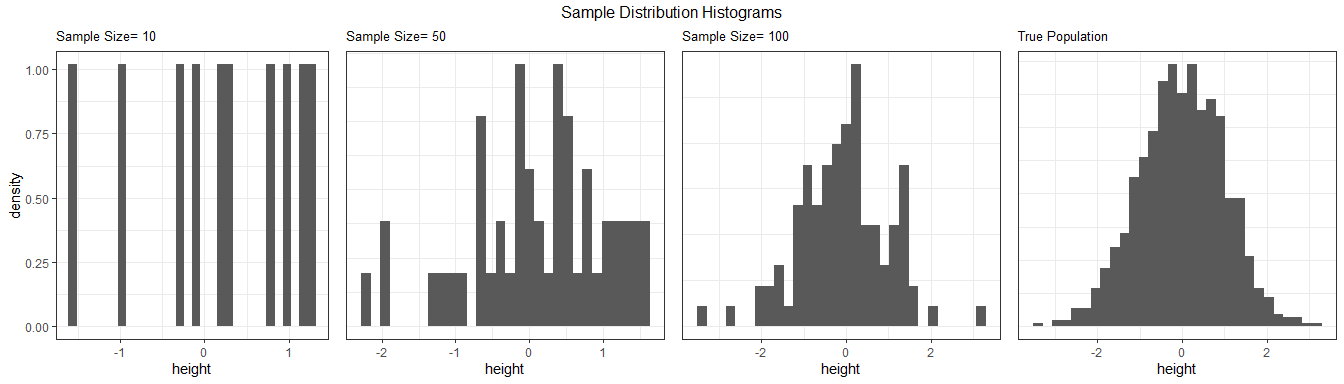 Sample Distribution Histograms
Sample Size= 10
Sample Size= 50
Sample Size= 100
True Population
density
1.00
0.75
0.50
0.25
0.00
-1 0 1
-2 -1 0 1
-2 0 2
-2 0 2
height
height
height
height